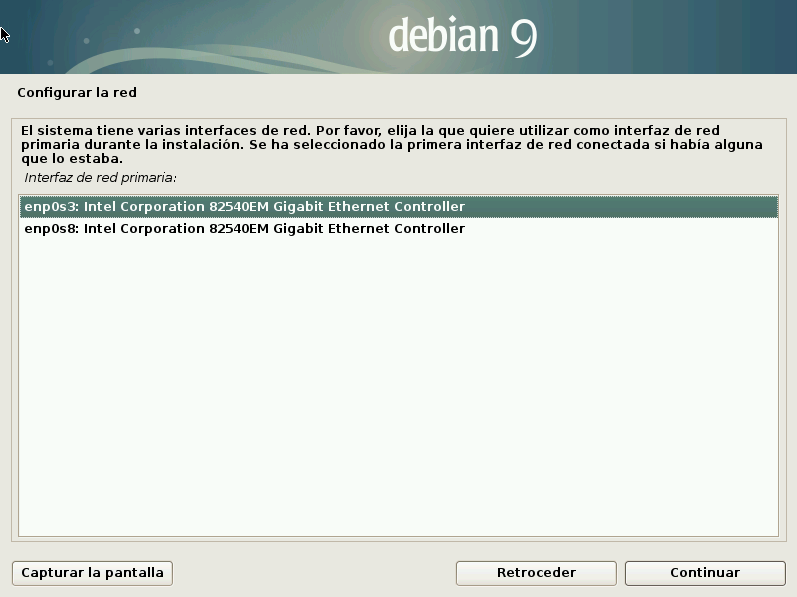 debian 9
Configurar la red
El sistema tiene varias interfaces de red. Por favor, elija la que quiere utilizar como interfaz de red
primaria durante la instalación. Se ha seleccionado la primera interfaz de red conectada si había alguna
que lo estaba.
Interfaz de red primaria:
enp0s3: Intel Corporation 82540EM Gigabit Ethernet Controller
enp0s8: Intel Corporation 82540EM Gigabit Ethernet Controller
Capturar la pantalla
Retroceder
Continuar